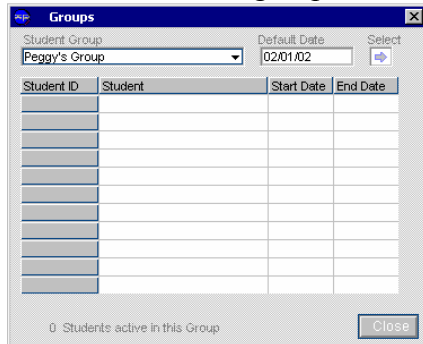 Groups
Student Group Default Date Select
Peggy's Group 02/01/02
Student ID Student Start Date End Date
0 Students active in this Group Close